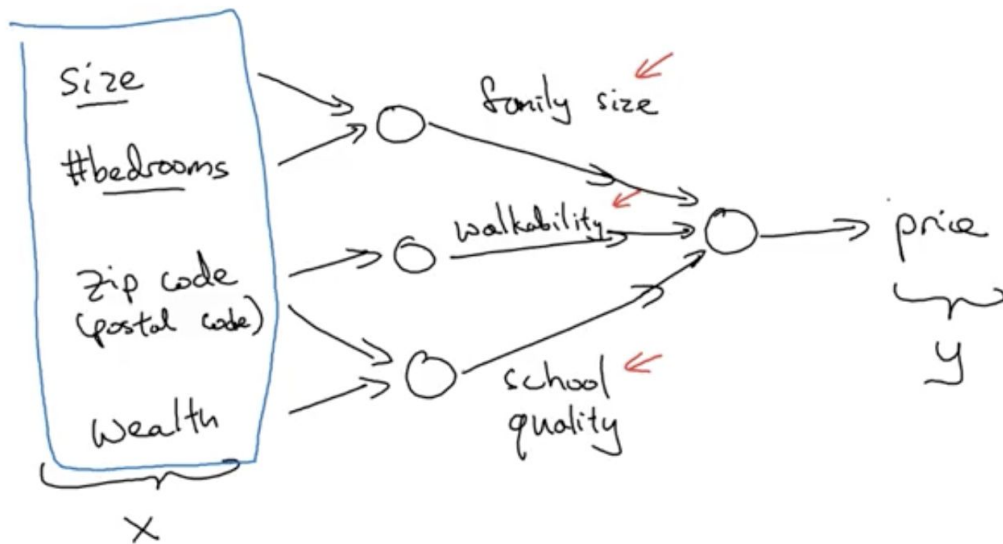 size
#bedrooms
zip code
(postal code)
wealth
X
family size
walkability
school
quality
price
y